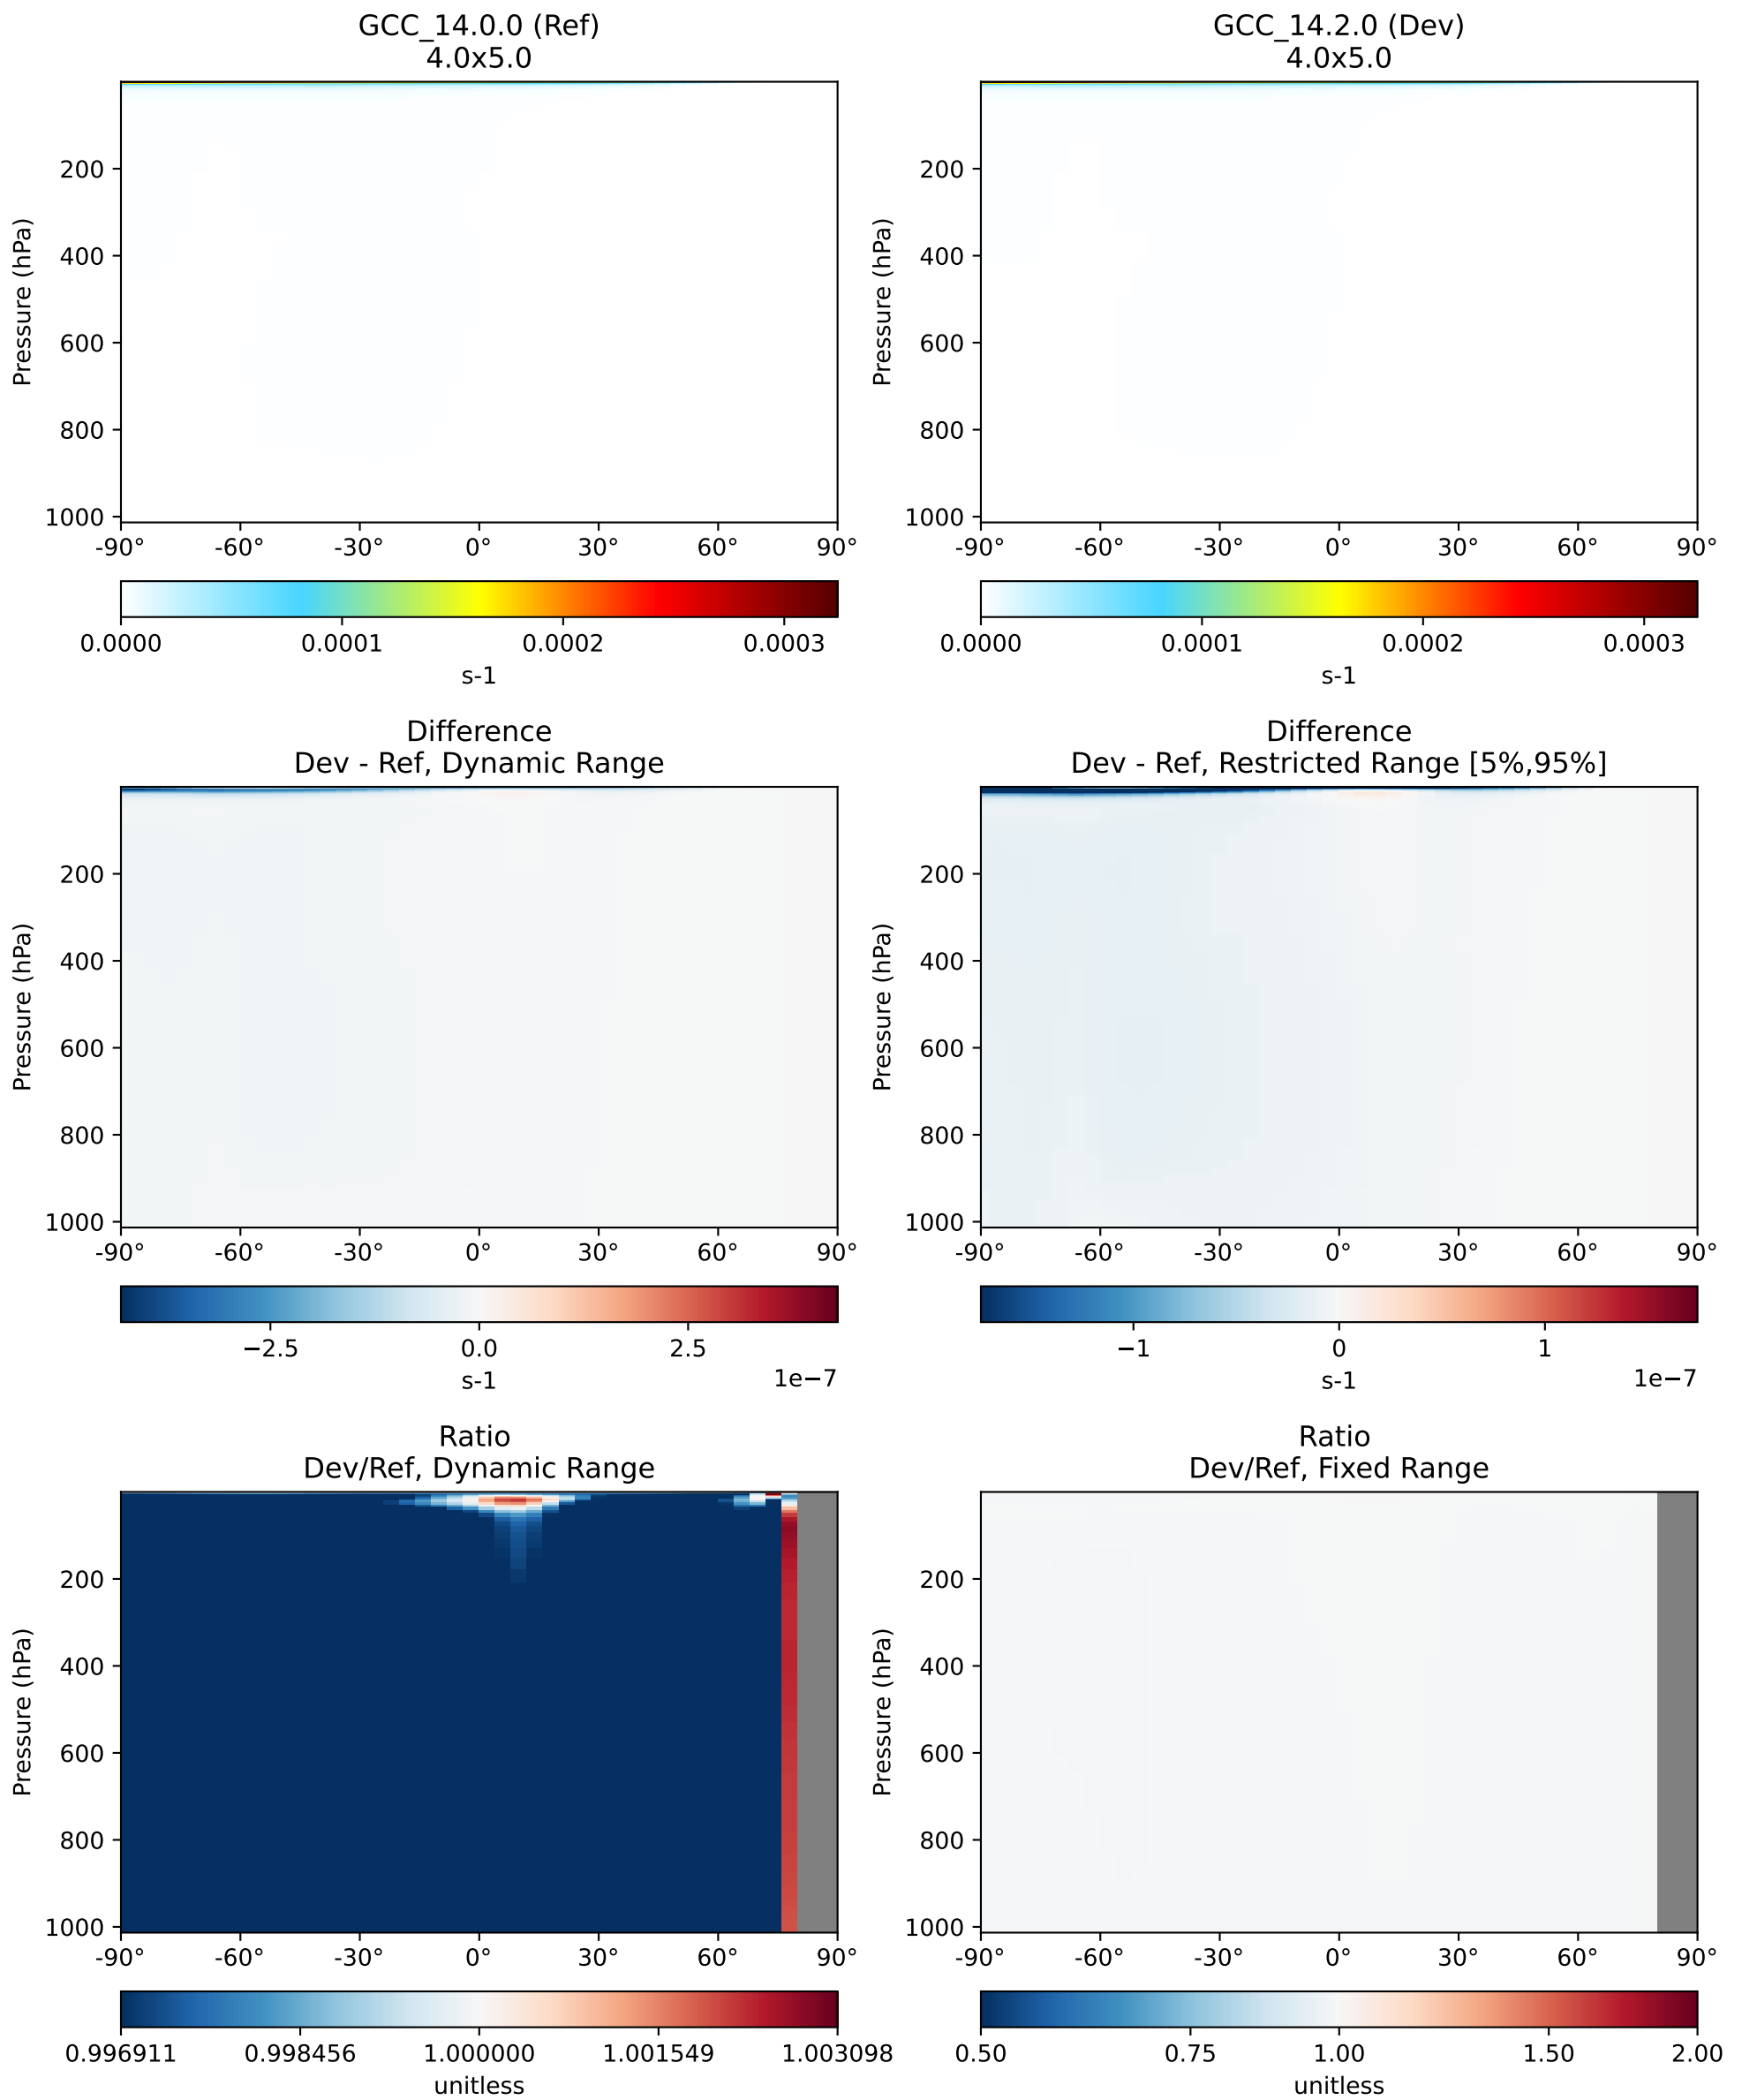 GCC_14.0.0 (Ref)
4.0x5.0
GCC_14.2.0 (Dev)
4.0x5.0
Pressure (hPa)
200
400
600
800
1000
-90° -60° -30° 0° 30° 60° 90°
0.0000 0.0001 0.0002 0.0003
s-1
Pressure (hPa)
200
400
600
800
1000
-90° -60° -30° 0° 30° 60° 90°
0.0000 0.0001 0.0002 0.0003
s-1
Difference
Dev - Ref, Dynamic Range
Pressure (hPa)
200
400
600
800
1000
-90° -60° -30° 0° 30° 60° 90°
−2.5 0.0 2.5
s-1
1e−7
Difference
Dev - Ref, Restricted Range [5%,95%]
Pressure (hPa)
200
400
600
800
1000
-90° -60° -30° 0° 30° 60° 90°
−1 0 1
s-1
1e−7
Ratio
Dev/Ref, Dynamic Range
Pressure (hPa)
200
400
600
800
1000
-90° -60° -30° 0° 30° 60° 90°
0.996911 0.998456 1.000000 1.001549 1.003098
unitless
Ratio
Dev/Ref, Fixed Range
Pressure (hPa)
200
400
600
800
1000
-90° -60° -30° 0° 30° 60° 90°
0.50 0.75 1.00 1.50 2.00
unitless